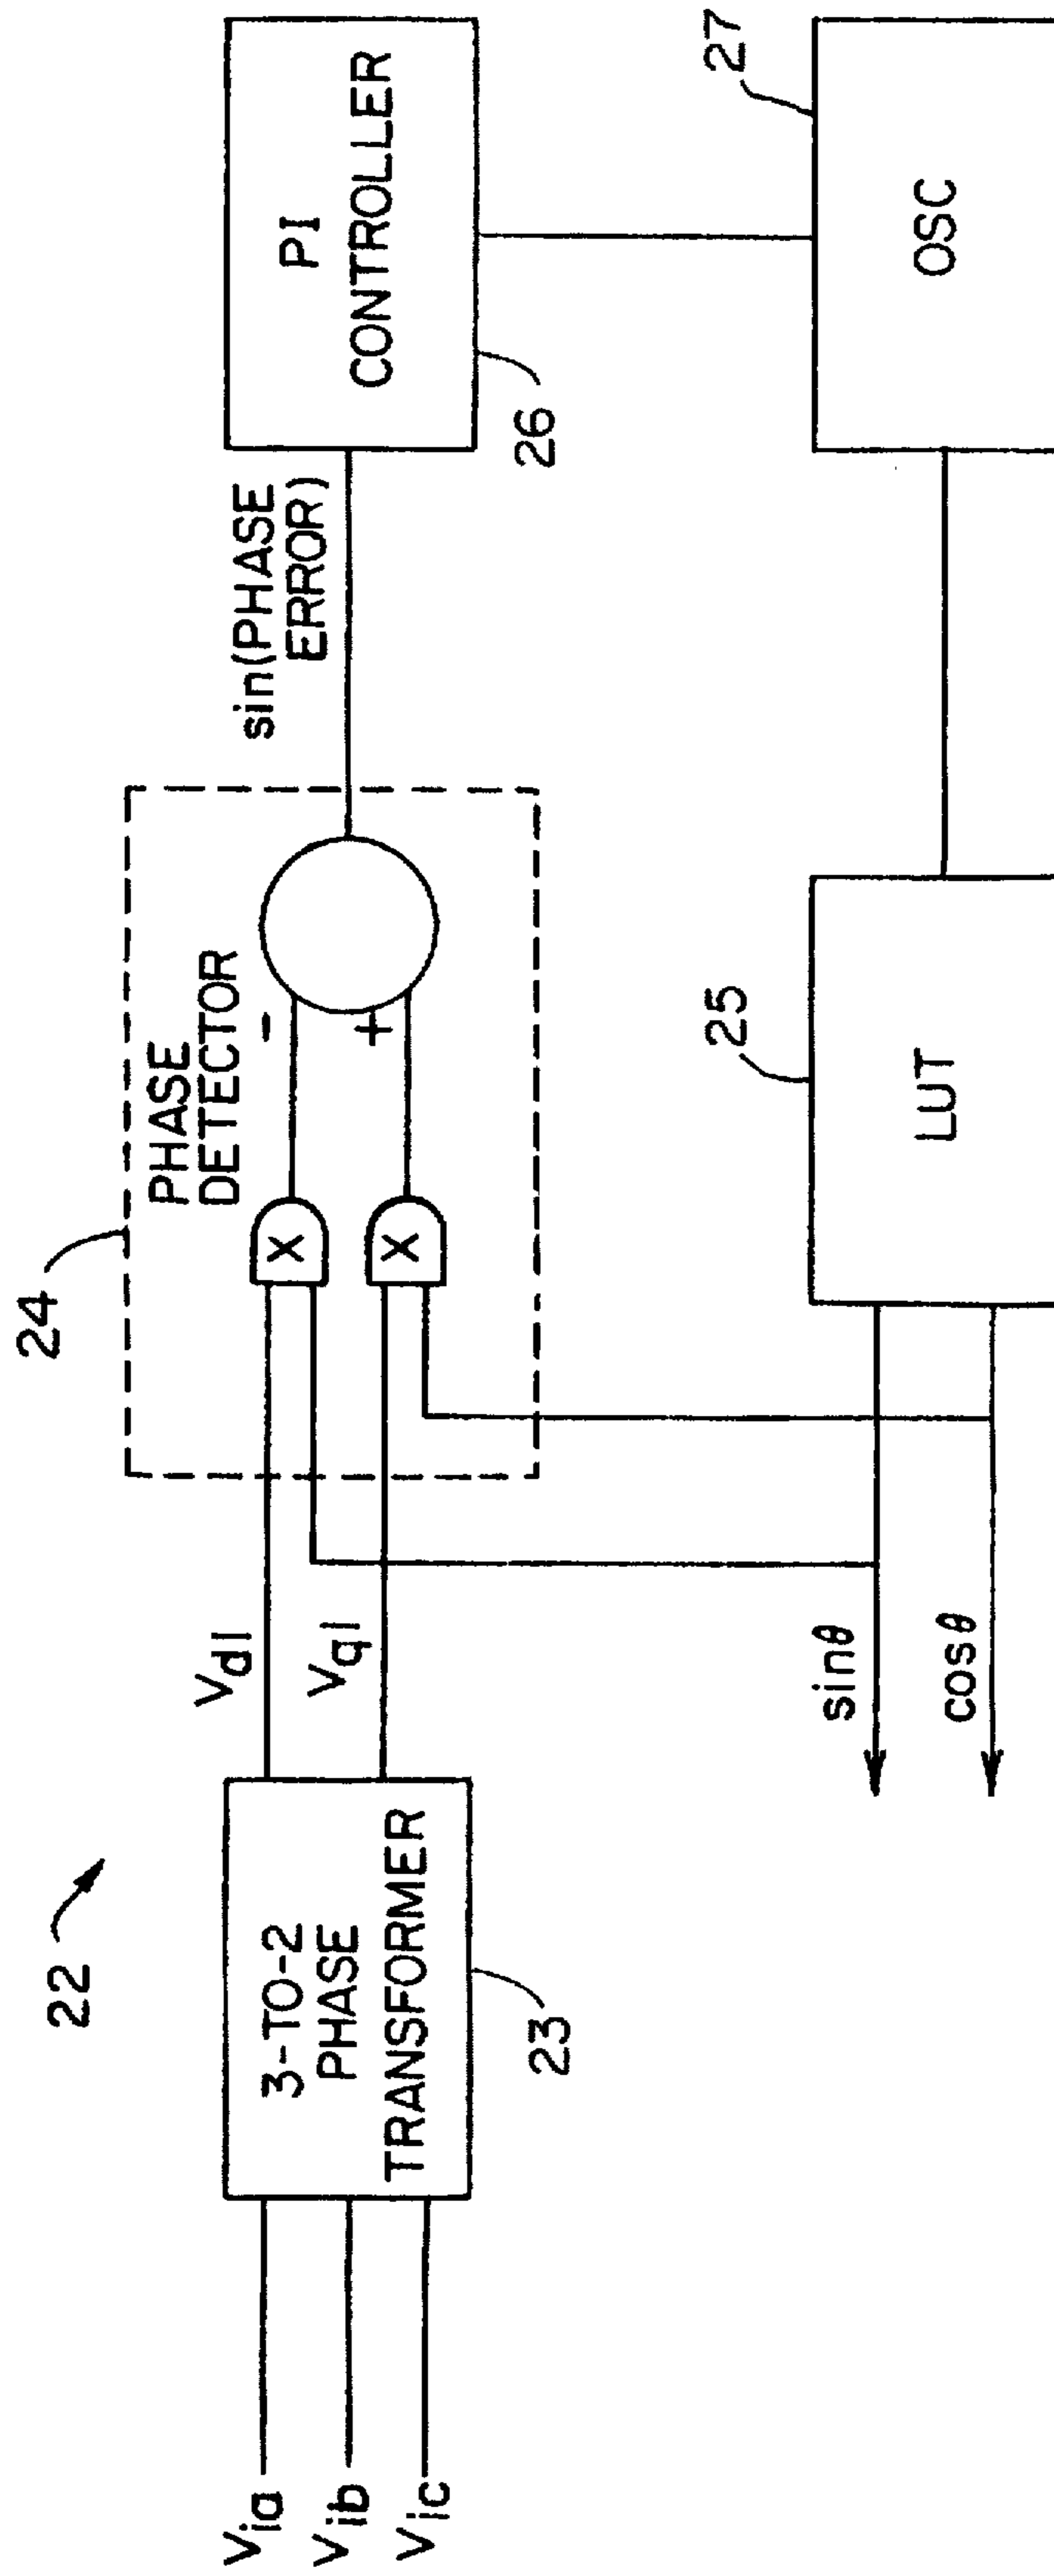 22
24
V_ia
V_ib
V_ic
3-TO-2
PHASE
TRANSFORMER
23
V_dI
V_qI
PHASE
DETECTOR
X
X
-
+
sin(PHASE
ERROR)
PI
CONTROLLER
26
sinθ
cosθ
LUT
25
OSC
27